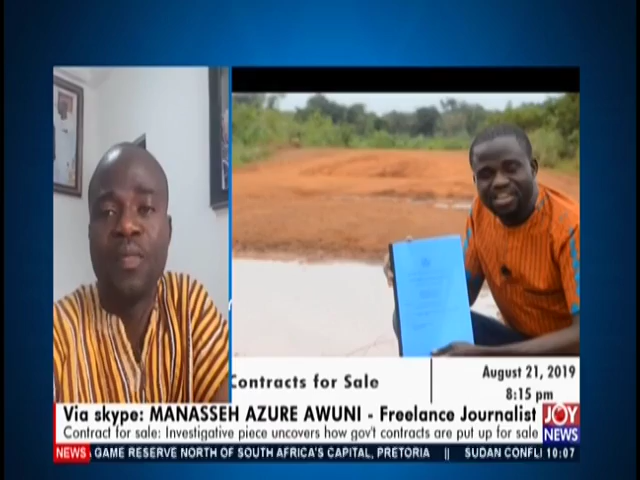 Contracts for Sale
August 21, 2019
8:15 pm
Via skype: MANASSEH AZURE AWUNI - Freelance Journalist
Contract for sale: Investigative piece uncovers how gov't contracts are put up for sale
JOY
NEWS
NEWS GAME RESERVE NORTH OF SOUTH AFRICA'S CAPITAL, PRETORIA || SUDAN CONFLI 10:07